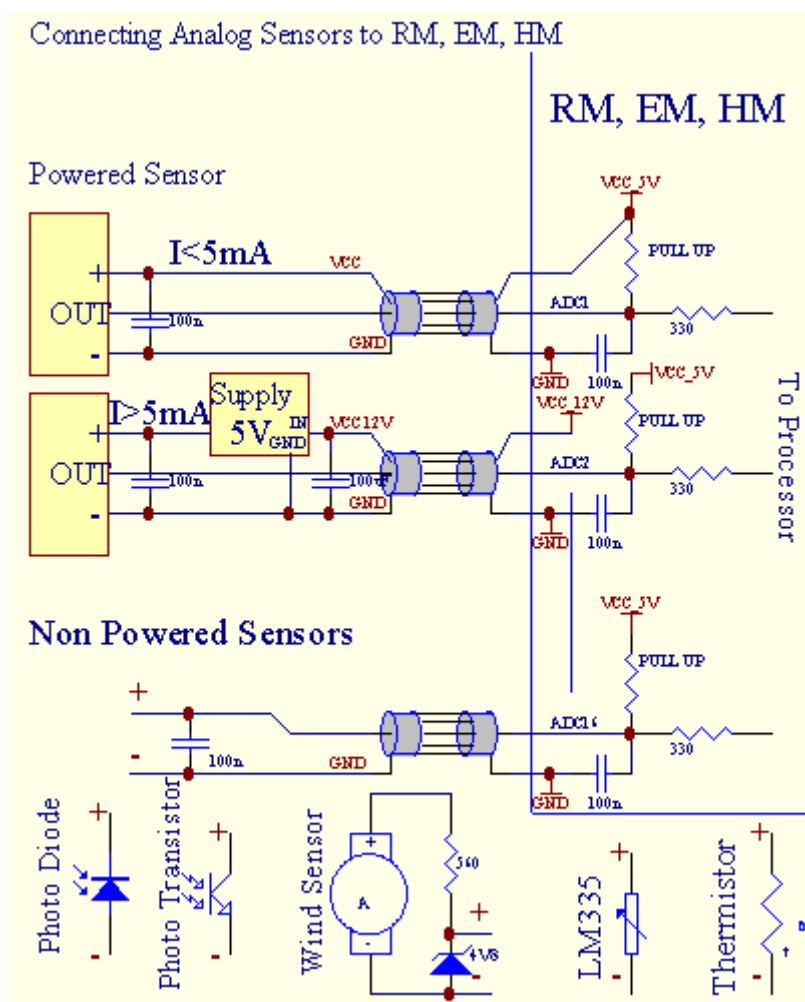 Connecting Analog Sensors to RM, EM, HM
RM, EM, HM
Powered Sensor
VCC_5V
I<5mA
VCC
PULL UP
+
OUT
-
100n
ADC1
330
GND
GND
100n
VCC_5V
I>5mA
Supply
5V
IN
GND
VCC12V
VCC_12V
PULL UP
+
OUT
-
100n
100n
ADC2
330
GND
GND
100n
To Processor
Non Powered Sensors
VCC_5V
PULL UP
+
-
100n
ADC16
330
GND
GND
100n
Photo Diode
+
-
Photo Transistor
+
-
Wind Sensor
+
A
-
560
+
4V8
-
LM335
+
-
Thermistor
+
-
t